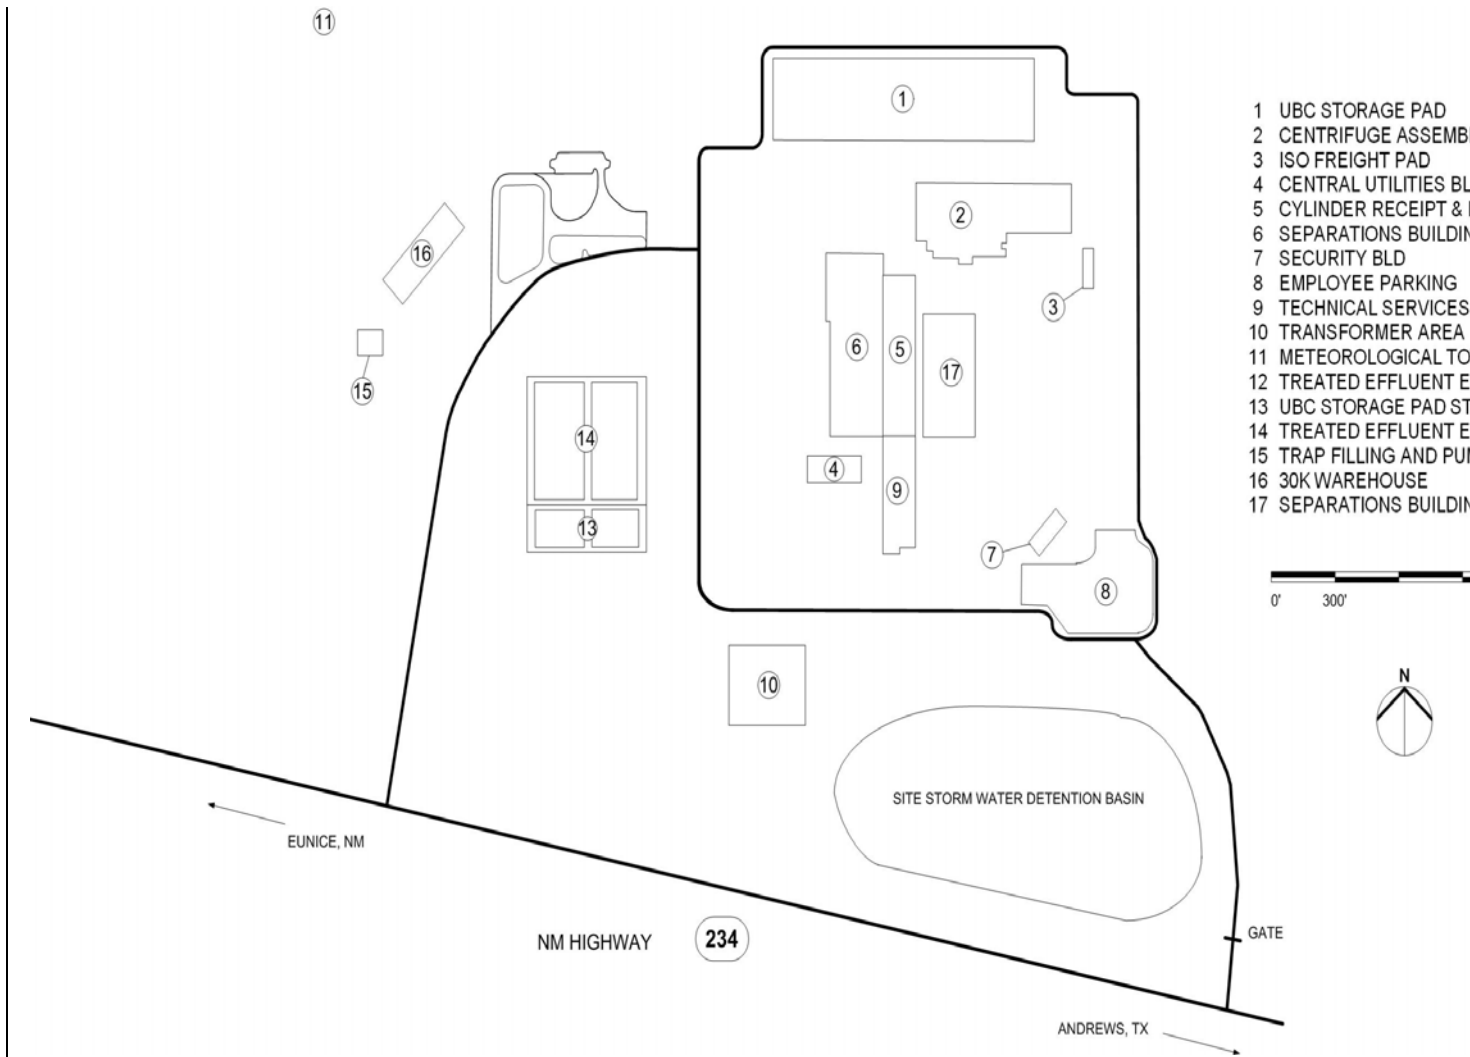 11
1
1 UBC STORAGE PAD
2 CENTRIFUGE ASSEMB
3 ISO FREIGHT PAD
4 CENTRAL UTILITIES BL
5 CYLINDER RECEIPT &
6 SEPARATIONS BUILDIN
7 SECURITY BLD
8 EMPLOYEE PARKING
9 TECHNICAL SERVICES
10 TRANSFORMER AREA
11 METEOROLOGICAL TO
12 TREATED EFFLUENT E
13 UBC STORAGE PAD ST
14 TREATED EFFLUENT E
15 TRAP FILLING AND PU
16 30K WAREHOUSE
17 SEPARATIONS BUILDIN
2
16
3
6
5
17
15
14
4
9
13
7
8
0' 300'
10
N
SITE STORM WATER DETENTION BASIN
EUNICE, NM
NM HIGHWAY 234
GATE
ANDREWS, TX